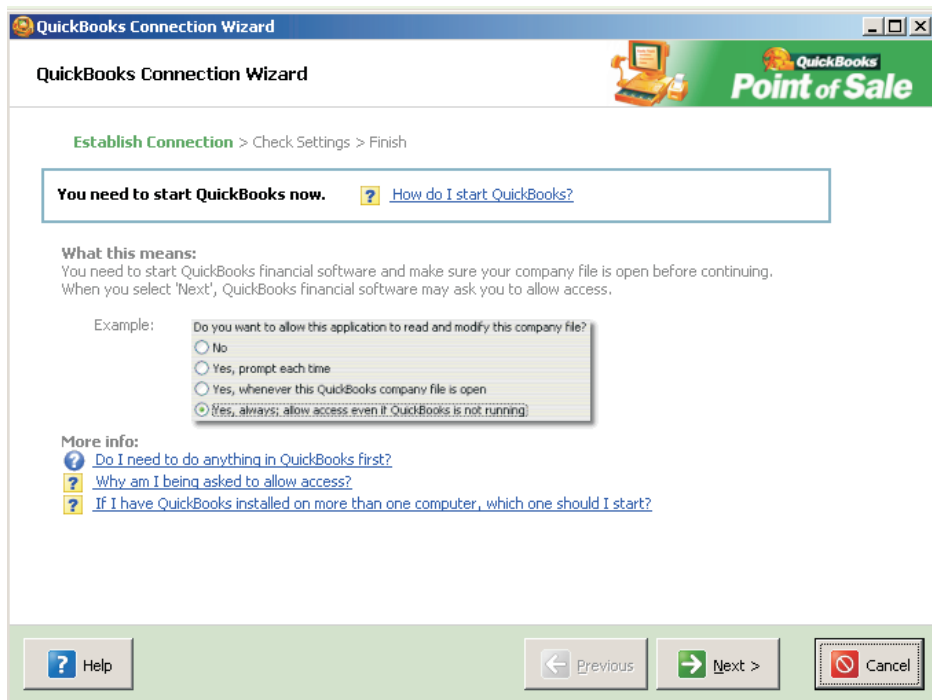 QuickBooks Connection Wizard
QuickBooks Connection Wizard
QuickBooks
Point of Sale
Establish Connection > Check Settings > Finish
You need to start QuickBooks now. ? How do I start QuickBooks?
What this means:
You need to start QuickBooks financial software and make sure your company file is open before continuing.
When you select 'Next', QuickBooks financial software may ask you to allow access.
Example:
Do you want to allow this application to read and modify this company file?
No
Yes, prompt each time
Yes, whenever this QuickBooks company file is open
Yes, always; allow access even if QuickBooks is not running
More info:
? Do I need to do anything in QuickBooks first?
? Why am I being asked to allow access?
? If I have QuickBooks installed on more than one computer, which one should I start?
? Help
Previous
Next >
Cancel